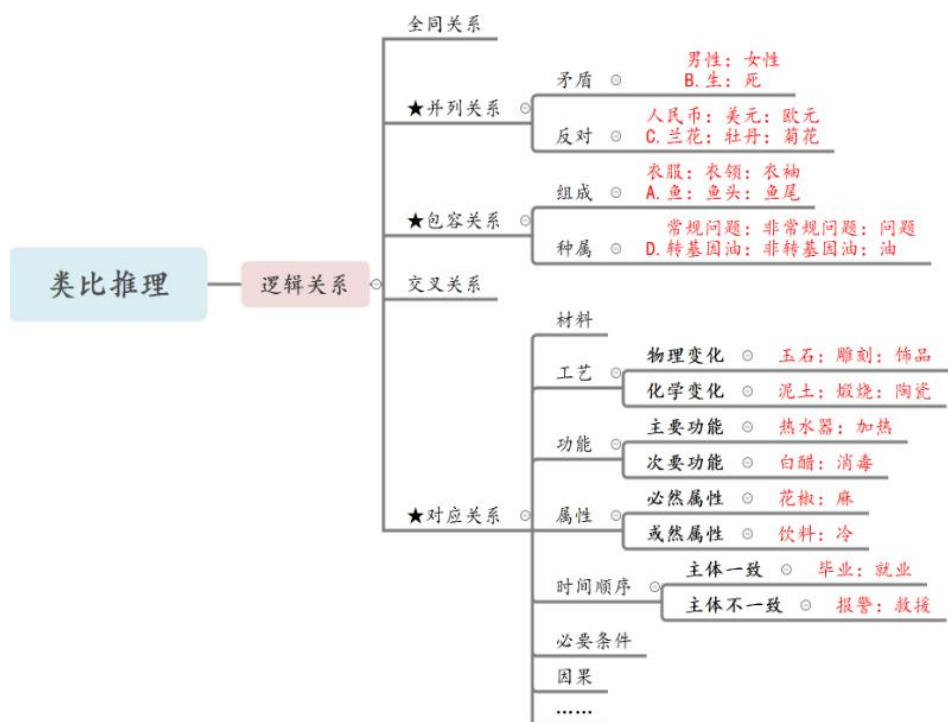 类比推理
逻辑关系
全同关系
★并列关系
矛盾
男性：女性
B.生：死
反对
人民币：美元：欧元
C.兰花；牡丹：菊花
★包容关系
组成
衣服：衣领：衣袖
A.鱼：鱼头：鱼尾
种属
常规问题：非常规问题：问题
D.转基因油：非转基因油：油
交叉关系
★对应关系
材料
工艺
物理变化
玉石：雕刻：饰品
化学变化
泥土：煅烧：陶瓷
功能
主要功能
热水器：加热
次要功能
白醋：消毒
属性
必然属性
花椒：麻
或然属性
饮料：冷
时间顺序
主体一致
毕业：就业
主体不一致
报警：救援
必要条件
因果
……